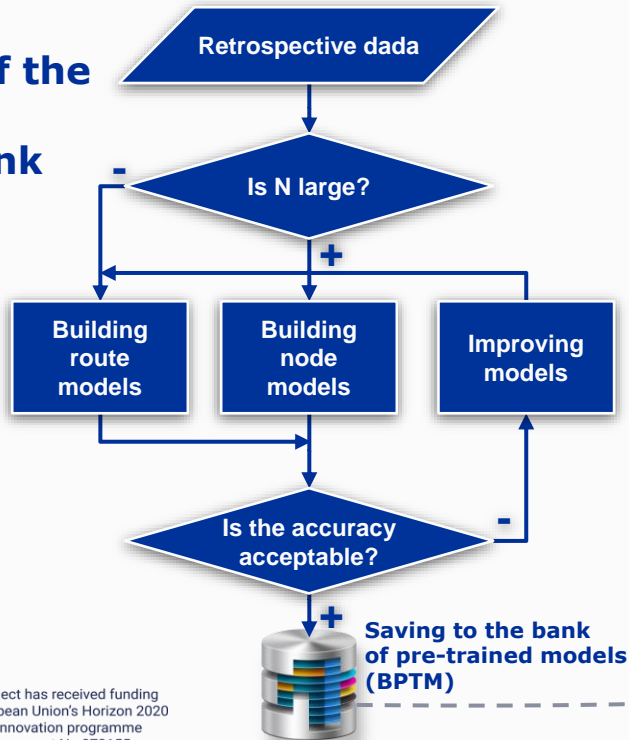 Retrospective dada
f the
nk
-
Is N large?
+
Building
route
models
Building
node
models
Improving
models
Is the accuracy
acceptable?
-
+
Saving to the bank
of pre-trained models
(BPTM)
ect has received funding
pean Union's Horizon 2020
nnovation programme